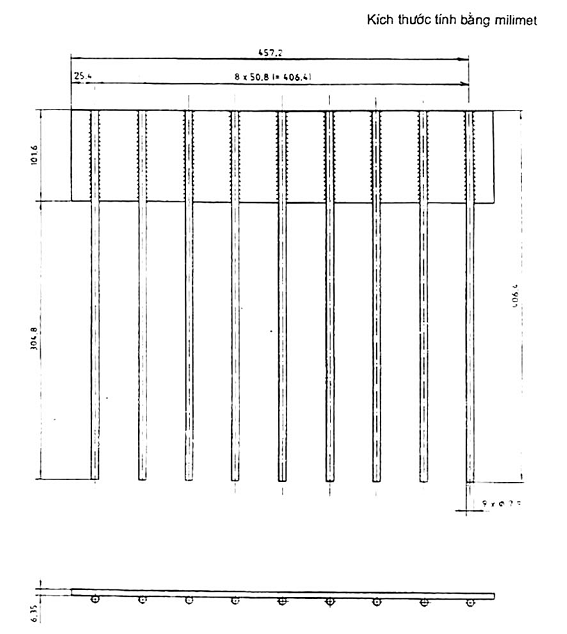 Kích thước tính bằng milimet
457,2
25,4
8 x 50,8 (= 406,4)
101,6
406,4
304,8
9 x ø
6,35